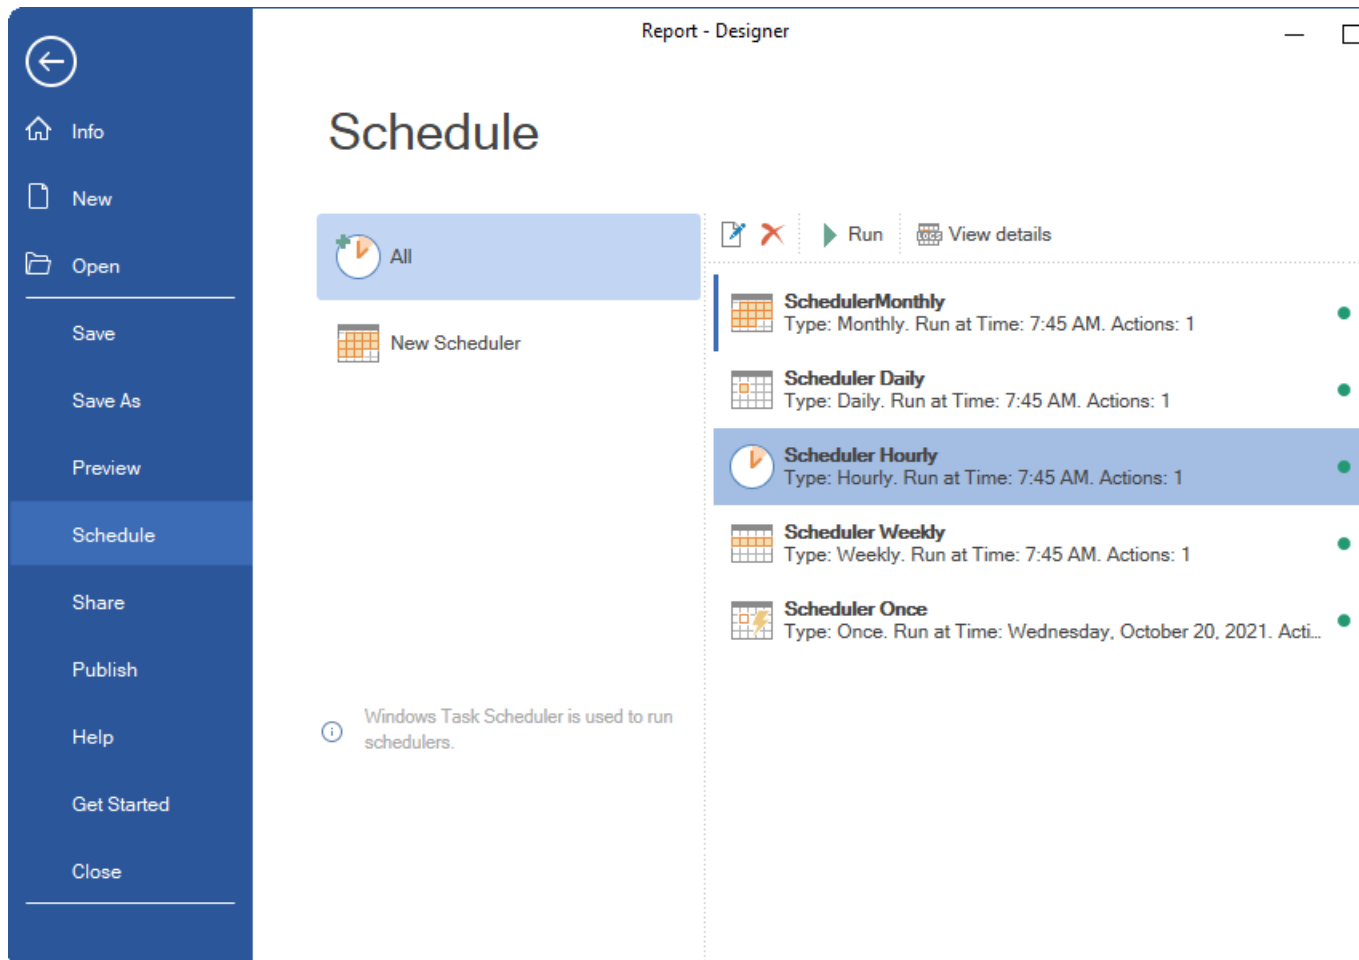 Report - Designer
Info
New
Open
Save
Save As
Preview
Schedule
Share
Publish
Help
Get Started
Close
Schedule
All
New Scheduler
Windows Task Scheduler is used to run
schedulers.
Run
View details
SchedulerMonthly
Type: Monthly. Run at Time: 7:45 AM. Actions: 1
Scheduler Daily
Type: Daily. Run at Time: 7:45 AM. Actions: 1
Scheduler Hourly
Type: Hourly. Run at Time: 7:45 AM. Actions: 1
Scheduler Weekly
Type: Weekly. Run at Time: 7:45 AM. Actions: 1
Scheduler Once
Type: Once. Run at Time: Wednesday, October 20, 2021. Acti...